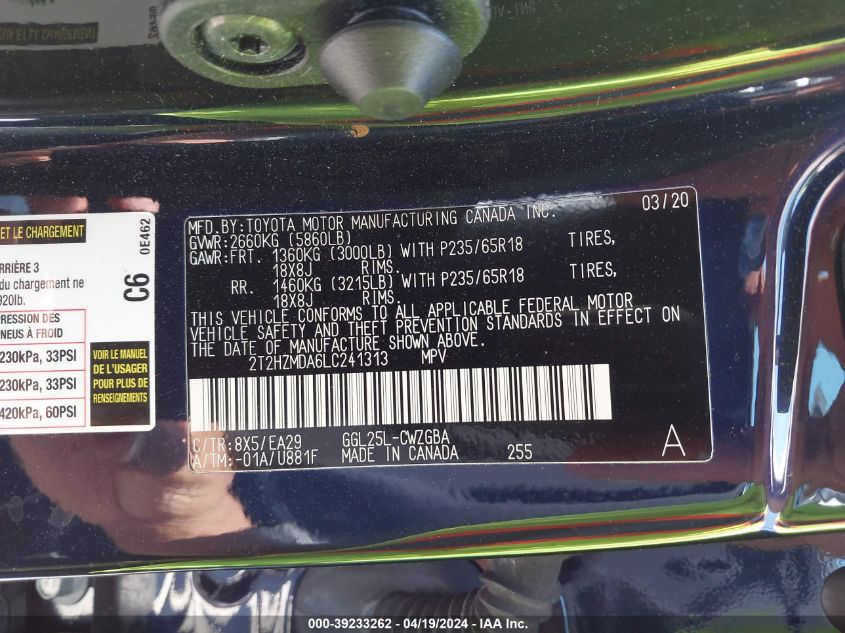 ET LE CHARGEMENT
0E462
C6
RRIÈRE 3
du chargement ne
920lb.
PRESSION DES
NEUS À FROID
230kPa, 33PSI
230kPa, 33PSI
420kPa, 60PSI
VOIR LE MANUEL
DE L'USAGER
POUR PLUS DE
RENSEIGNEMENTS
03/20
MFD.BY:TOYOTA MOTOR MANUFACTURING CANADA INC.
GVWR:2660KG (5860LB)
GAWR:FRT. 1360KG (3000LB) WITH P235/65R18 TIRES,
18X8J RIMS.
RR. 1460KG (3215LB) WITH P235/65R18 TIRES,
18X8J RIMS.
THIS VEHICLE CONFORMS TO ALL APPLICABLE FEDERAL MOTOR
VEHICLE SAFETY AND THEFT PREVENTION STANDARDS IN EFFECT ON
THE DATE OF MANUFACTURE SHOWN ABOVE.
2T2HZMDA6LC241313 MPV
C/TR:8X5/EA29 GGL25L-CWZGBA
A/TM:-01A/U881F MADE IN CANADA 255
A
000-39233262 - 04/19/2024 - IAA Inc.